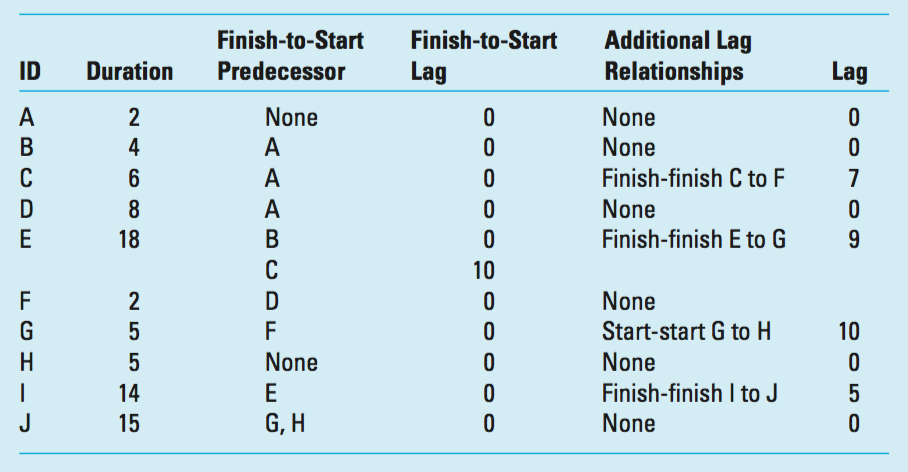 Finish-to-Start Finish-to-Start Additional Lag
ID Duration Predecessor Lag Relationships Lag
A 2 None 0 None 0
B 4 A 0 None 0
C 6 A 0 Finish-finish C to F 7
D 8 A 0 None 0
E 18 B 0 Finish-finish E to G 9
C 10
F 2 D 0 None 0
G 5 F 0 Start-start G to H 10
H 5 None 0 None 0
I 14 E 0 Finish-finish I to J 5
J 15 G, H 0 None 0